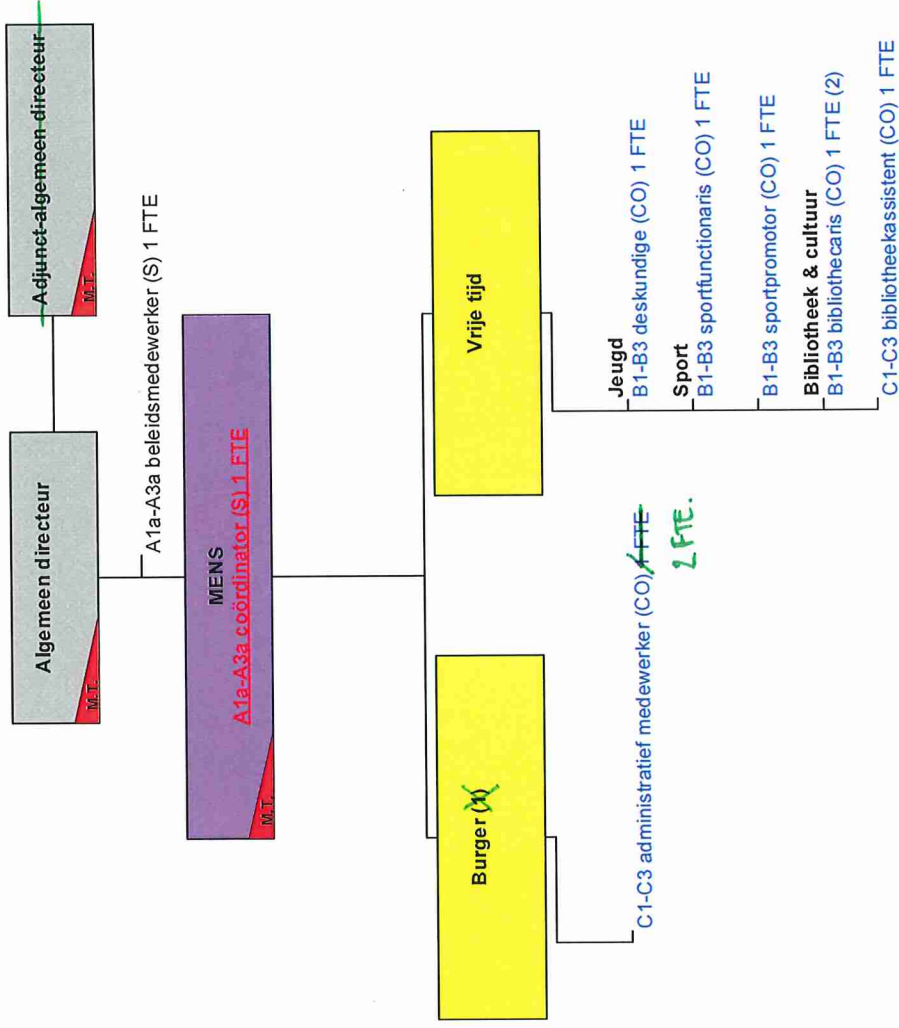 Algemeen directeur
M.T.
Adjunct-algemeen directeur
M.T.
A1a-A3a beleidsmedewerker (S) 1 FTE
MENS
A1a-A3a coördinator (S) 1 FTE
M.T.
Burger (1)
C1-C3 administratief medewerker (CO) 1 FTE
2 FTE.
Vrije tijd
Jeugd
B1-B3 deskundige (CO) 1 FTE
Sport
B1-B3 sportfunctionaris (CO) 1 FTE
B1-B3 sportpromotor (CO) 1 FTE
Bibliotheek & cultuur
B1-B3 bibliothecaris (CO) 1 FTE (2)
C1-C3 bibliotheekassistent (CO) 1 FTE